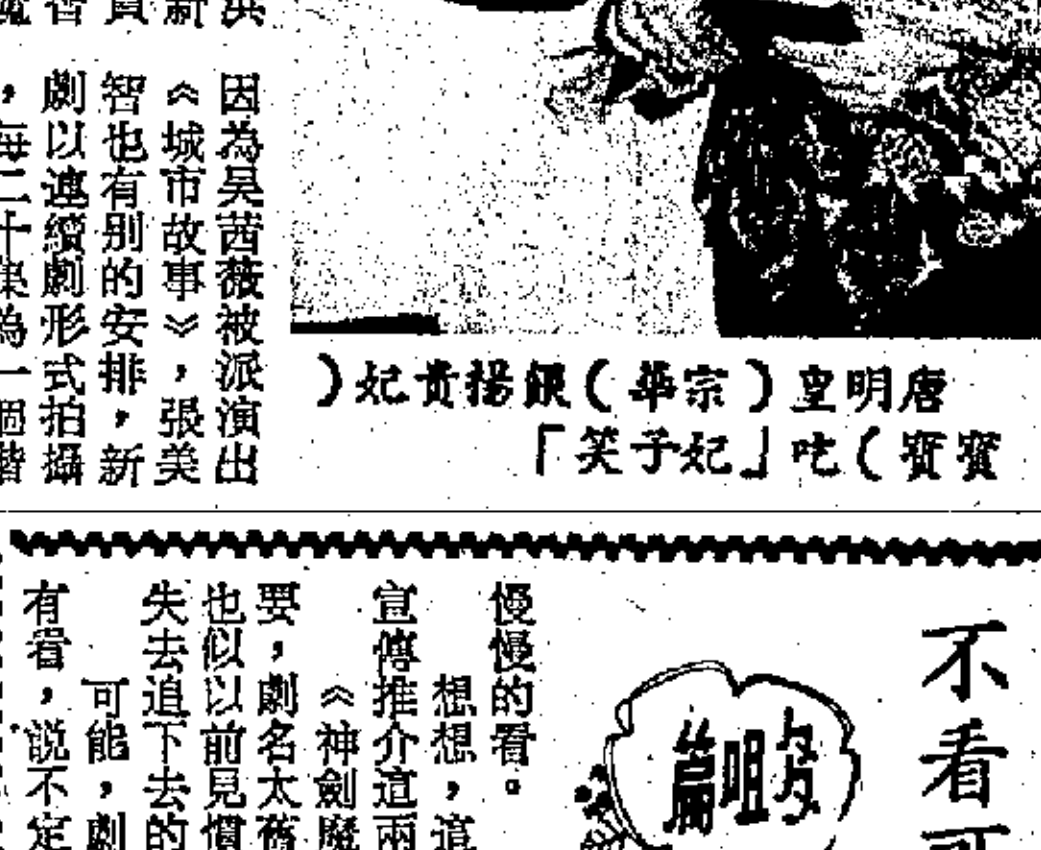 因為吳茜薇被派演出
《城市故事》，張美
智也有別的安排，新
劇以連續劇形式拍攝
，每二十集為一個階
唐明皇（宗華）餵楊貴妃（
寶寶）吃「妃子笑」
不看可
多咀篇
慢慢的看。
想想，這
宣傳推介這兩
《神劍魔
要，劇名太舊
也似以前見慣
失去追下去的
可能，劇
有看，說不定